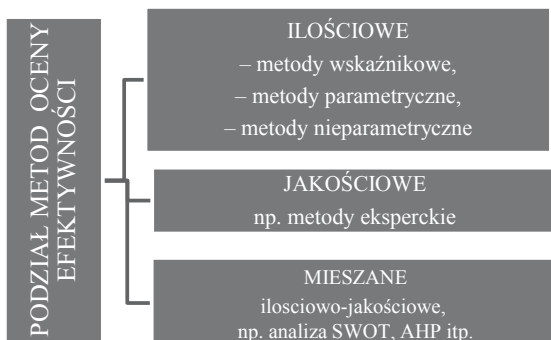 PODZIAŁ METOD OCENY
EFEKTYWNOŚCI
ILOŚCIOWE
– metody wskaźnikowe,
– metody parametryczne,
– metody nieparametryczne
JAKOŚCIOWE
np. metody eksperckie
MIESZANE
ilosciowo-jakościowe,
np. analiza SWOT, AHP itp.